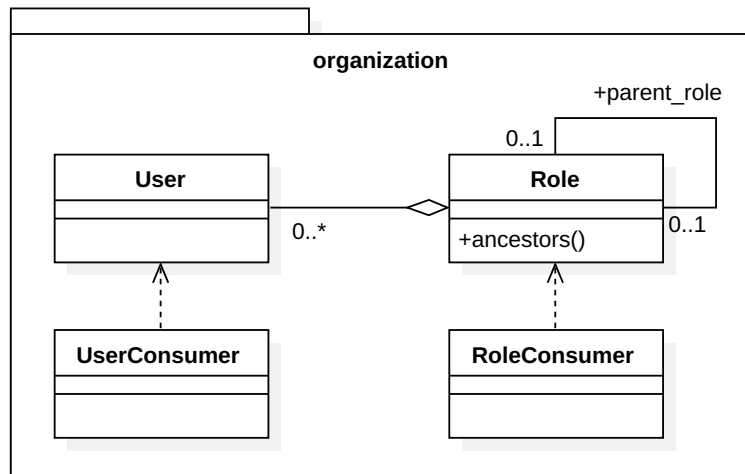 organization
+parent_role
0..1
User
Role
0..*
0..1
+ancestors()
UserConsumer
RoleConsumer